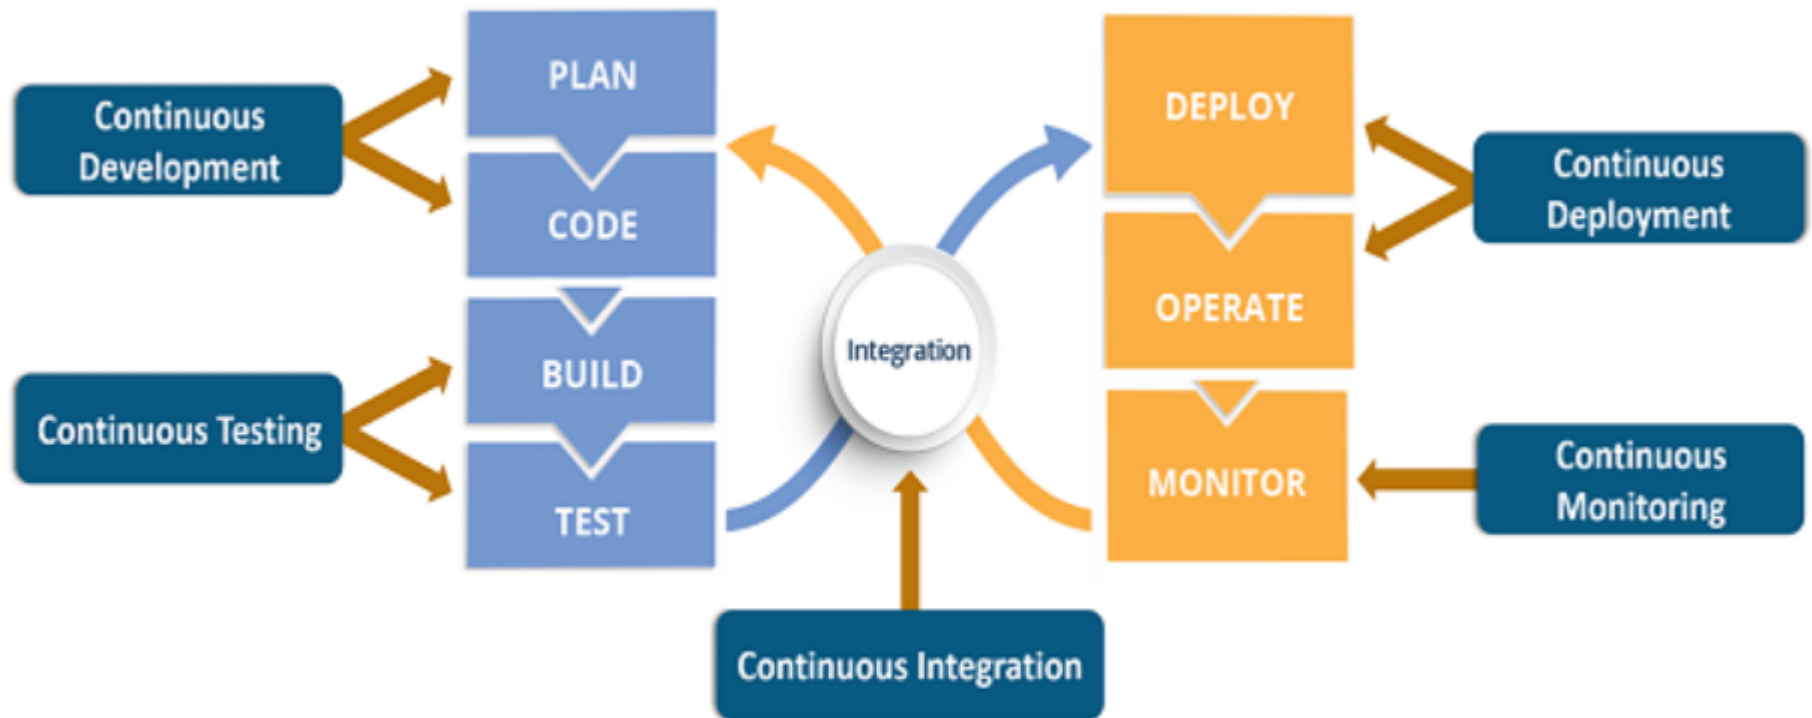 Continuous
Development
Continuous Testing
PLAN
CODE
BUILD
TEST
Integration
Continuous Integration
DEPLOY
OPERATE
MONITOR
Continuous
Deployment
Continuous
Monitoring